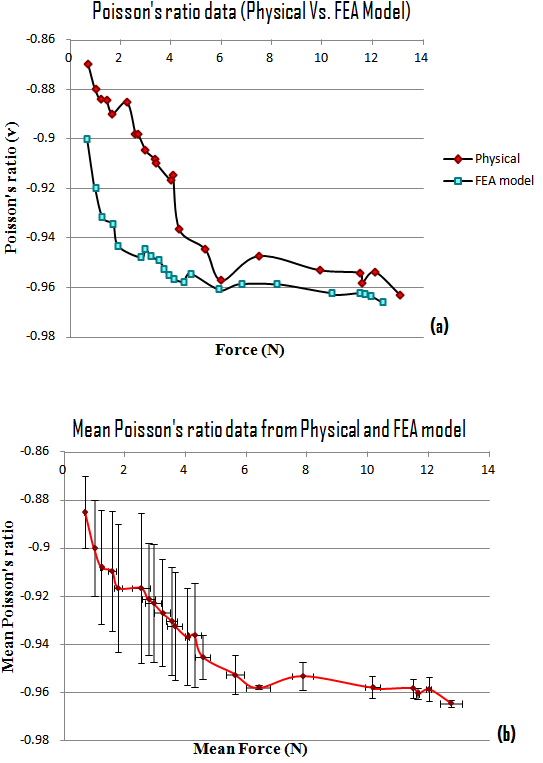 Poisson's ratio data (Physical Vs. FEA Model)
-0.86
0 2 4 6 8 10 12 14
-0.88
-0.9
-0.92
-0.94
-0.96
-0.98
Poisson's ratio (v)
Physical
FEA model
Force (N)
(a)
Mean Poisson's ratio data from Physical and FEA model
-0.86
0 2 4 6 8 10 12 14
-0.88
-0.9
-0.92
-0.94
-0.96
-0.98
Mean Poisson's ratio
Mean Force (N)
(b)